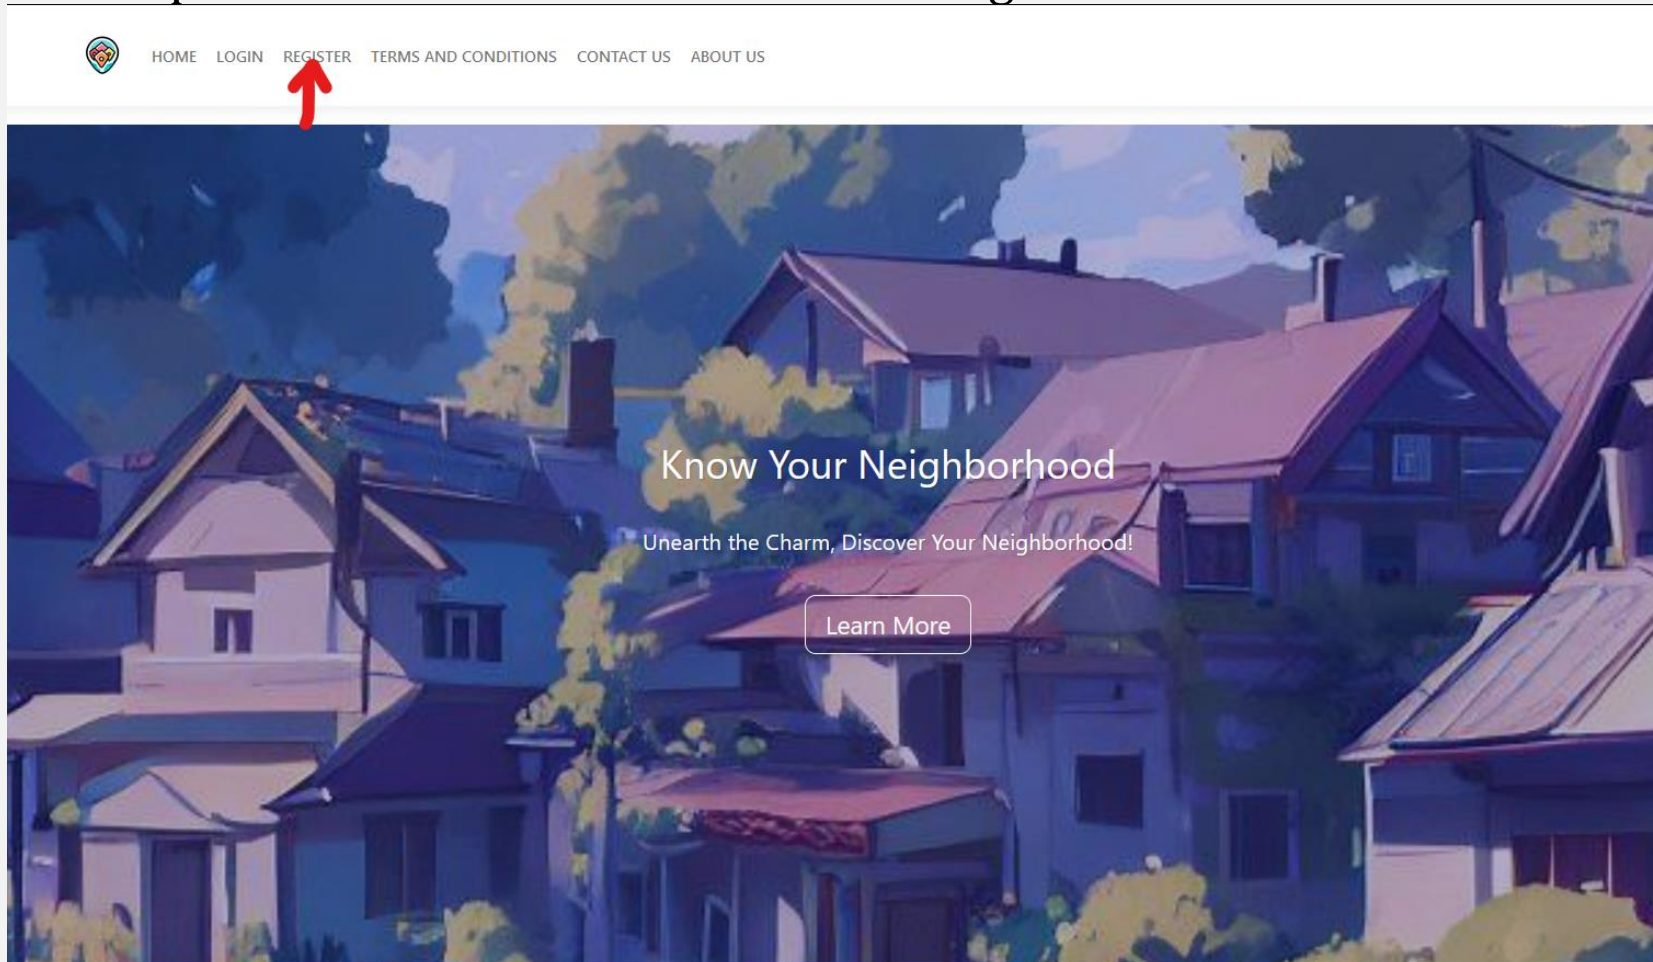 HOME LOGIN REGISTER TERMS AND CONDITIONS CONTACT US ABOUT US
Know Your Neighborhood
Unearth the Charm, Discover Your Neighborhood!
Learn More